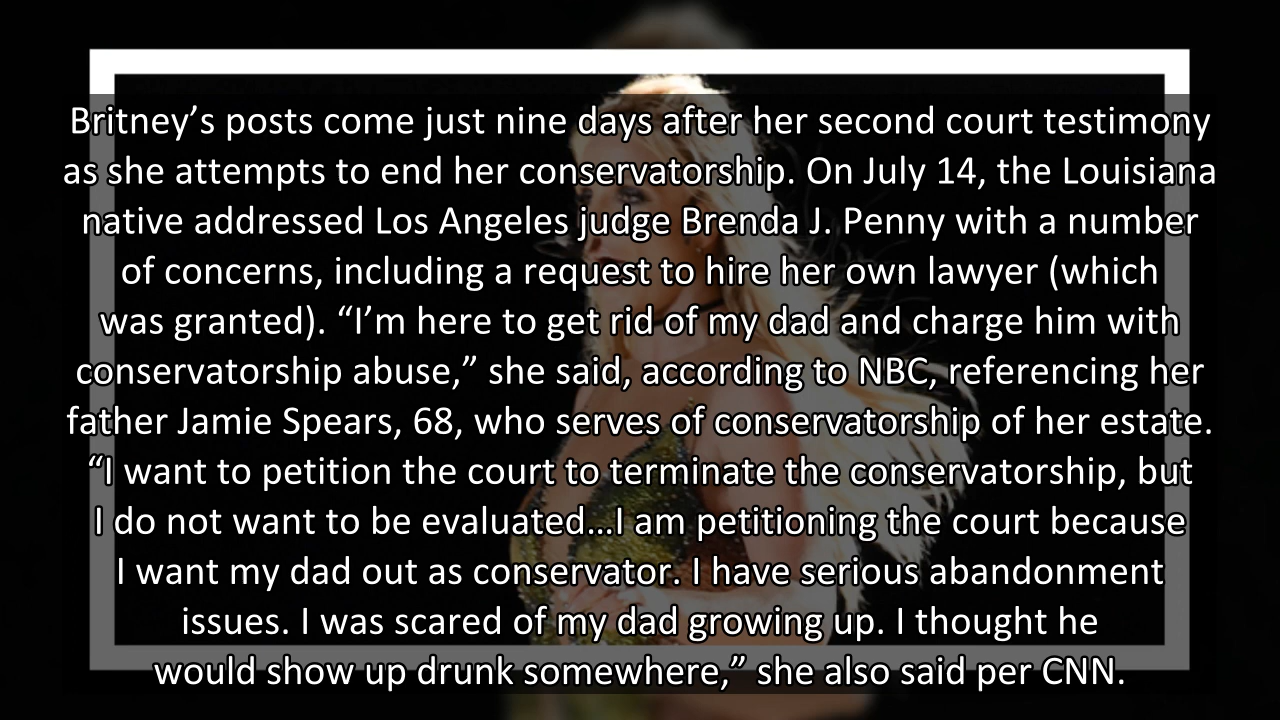 Britney’s posts come just nine days after her second court testimony
as she attempts to end her conservatorship. On July 14, the Louisiana
native addressed Los Angeles judge Brenda J. Penny with a number
of concerns, including a request to hire her own lawyer (which
was granted). “I’m here to get rid of my dad and charge him with
conservatorship abuse,” she said, according to NBC, referencing her
father Jamie Spears, 68, who serves of conservatorship of her estate.
“I want to petition the court to terminate the conservatorship, but
I do not want to be evaluated…I am petitioning the court because
I want my dad out as conservator. I have serious abandonment
issues. I was scared of my dad growing up. I thought he
would show up drunk somewhere,” she also said per CNN.